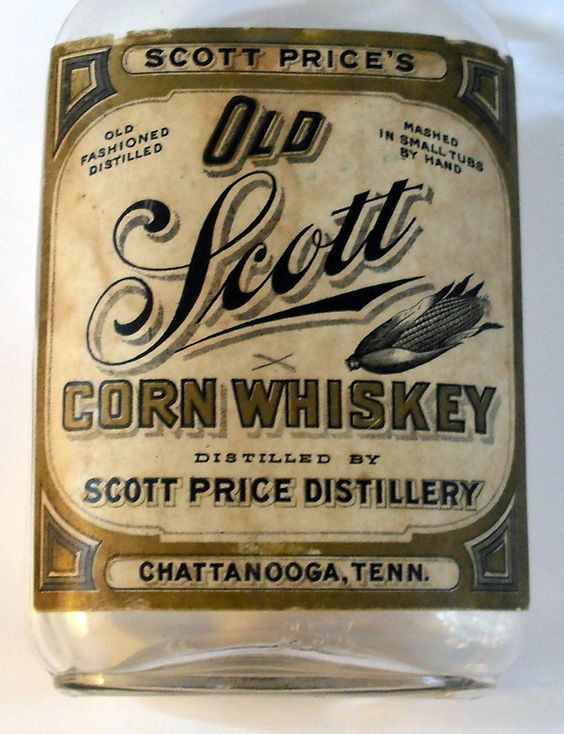 SCOTT PRICE'S
OLD
FASHIONED
DISTILLED
OLD
MASHED
IN SMALL TUBS
BY HAND
Scott
CORN WHISKEY
DISTILLED BY
SCOTT PRICE DISTILLERY
CHATTANOOGA, TENN.